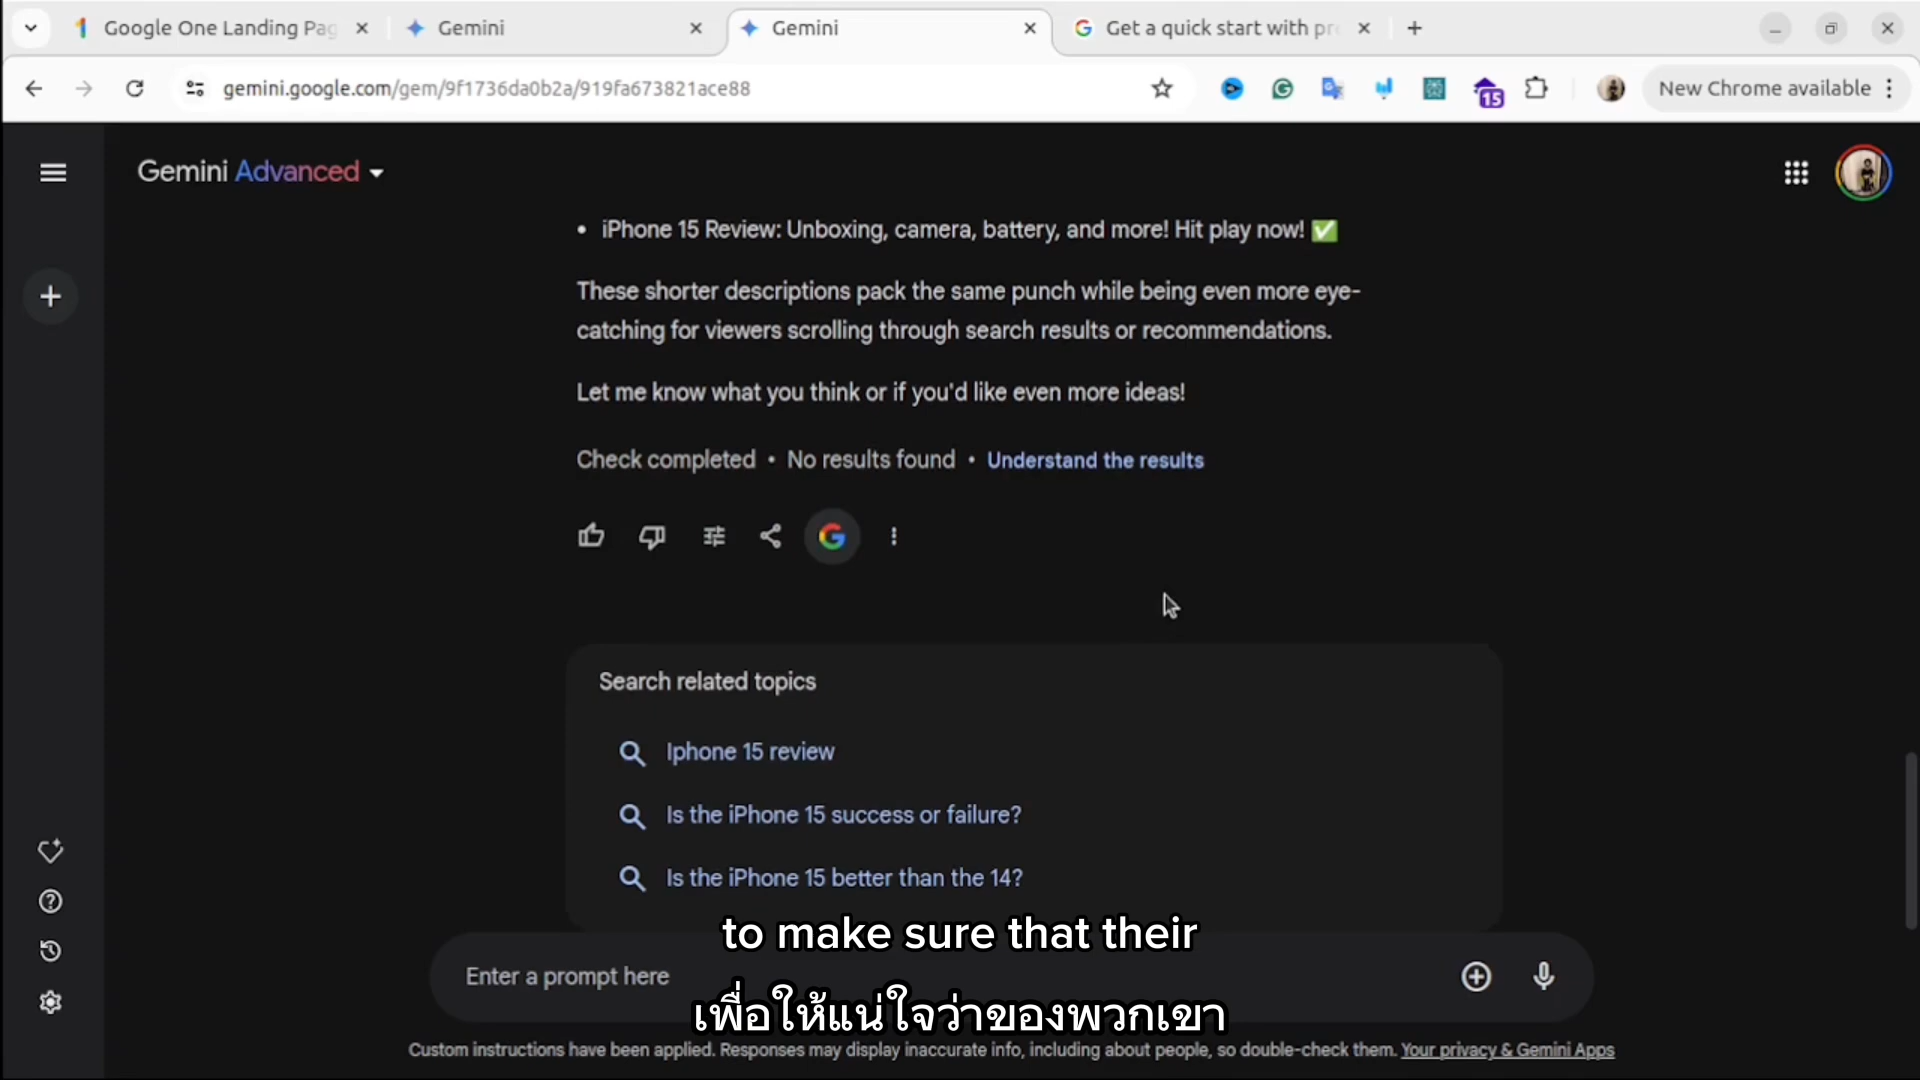 Google One Landing Pag
Gemini
Gemini
Get a quick start with pre
gemini.google.com/gem/9f1736da0b2a/919fa673821ace88
15
New Chrome available
Gemini Advanced
• iPhone 15 Review: Unboxing, camera, battery, and more! Hit play now! ✅
These shorter descriptions pack the same punch while being even more eye-
catching for viewers scrolling through search results or recommendations.
Let me know what you think or if you'd like even more ideas!
Check completed • No results found • Understand the results
Search related topics
Iphone 15 review
Is the iPhone 15 success or failure?
Is the iPhone 15 better than the 14?
to make sure that their
Enter a prompt here
เพื่อให้แน่ใจว่าของพวกเขา
Custom instructions have been applied. Responses may display inaccurate info, including about people, so double-check them. Your privacy & Gemini Apps